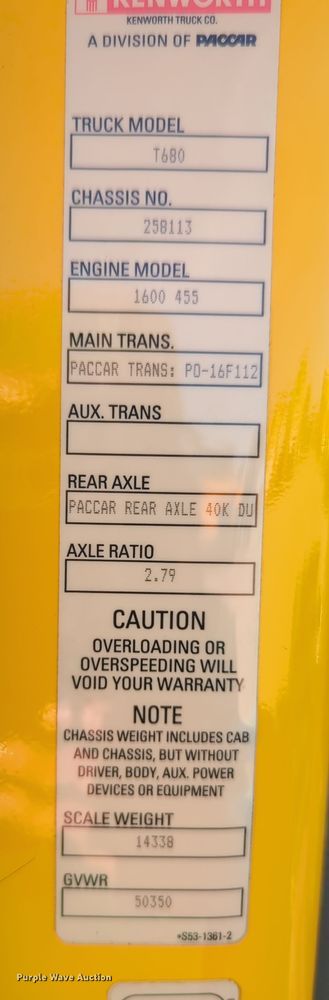 KENWORTH
KENWORTH TRUCK CO.
A DIVISION OF PACCAR
TRUCK MODEL
T680
CHASSIS NO.
258113
ENGINE MODEL
1600 455
MAIN TRANS.
PACCAR TRANS: PO-16F112
AUX. TRANS
REAR AXLE
PACCAR REAR AXLE 40K DU
AXLE RATIO
2.79
CAUTION
OVERLOADING OR
OVERSPEEDING WILL
VOID YOUR WARRANTY
NOTE
CHASSIS WEIGHT INCLUDES CAB
AND CHASSIS, BUT WITHOUT
DRIVER, BODY, AUX. POWER
DEVICES OR EQUIPMENT
SCALE WEIGHT
14338
GVWR
50350
*S53-1361-2
Purple Wave Auction